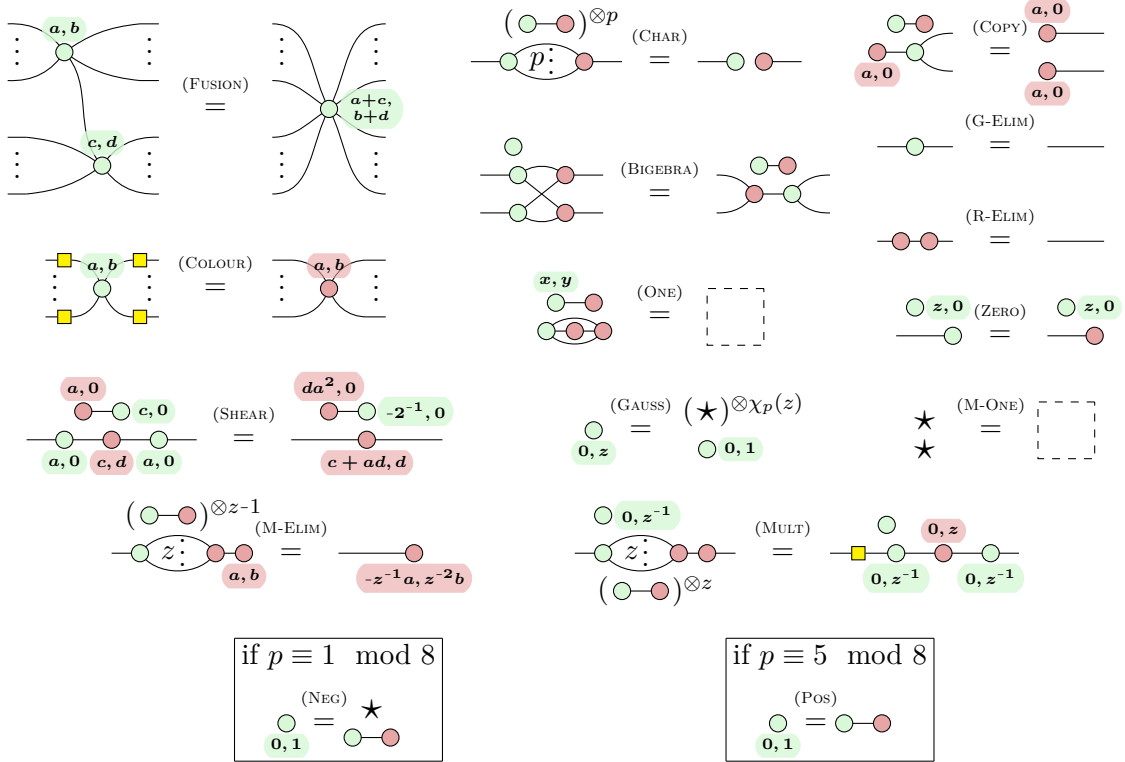 a, b
(Fusion)
=
c, d
a+c,
b+d
(○—○)⊗p
p⋮
(Char)
=
(Copy)
=
a, 0
a, 0
a, 0
(G-Elim)
=
(Bigebra)
=
(R-Elim)
=
a, b
(Colour)
=
a, b
x, y
(One)
=
z, 0
(Zero)
=
z, 0
a, 0
c, 0
a, 0
c, d
a, 0
(Shear)
=
da², 0
-2⁻¹, 0
c + ad, d
0, z
(Gauss)
=
(★)⊗χₚ(z)
0, 1
★
★
(M-One)
=
( )⊗z-1
z⋮
a, b
(M-Elim)
=
-z⁻¹a, z⁻²b
0, z⁻¹
z⋮
( )⊗z
(Mult)
=
0, z
0, z⁻¹
0, z⁻¹
if p ≡ 1 mod 8
0, 1
(Neg)
=
★
if p ≡ 5 mod 8
0, 1
(Pos)
=